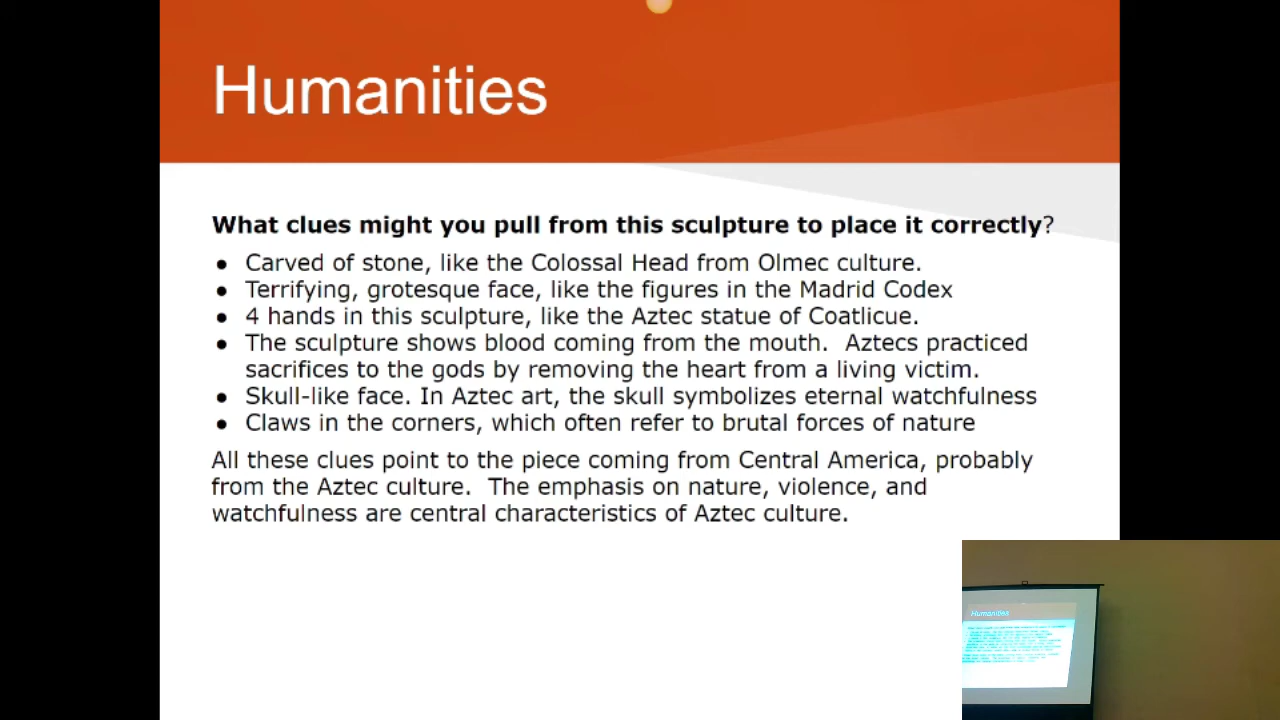 Humanities
What clues might you pull from this sculpture to place it correctly?
● Carved of stone, like the Colossal Head from Olmec culture.
● Terrifying, grotesque face, like the figures in the Madrid Codex
● 4 hands in this sculpture, like the Aztec statue of Coatlicue.
● The sculpture shows blood coming from the mouth.  Aztecs practiced
sacrifices to the gods by removing the heart from a living victim.
● Skull-like face. In Aztec art, the skull symbolizes eternal watchfulness
● Claws in the corners, which often refer to brutal forces of nature
All these clues point to the piece coming from Central America, probably
from the Aztec culture.  The emphasis on nature, violence, and
watchfulness are central characteristics of Aztec culture.
Humanities